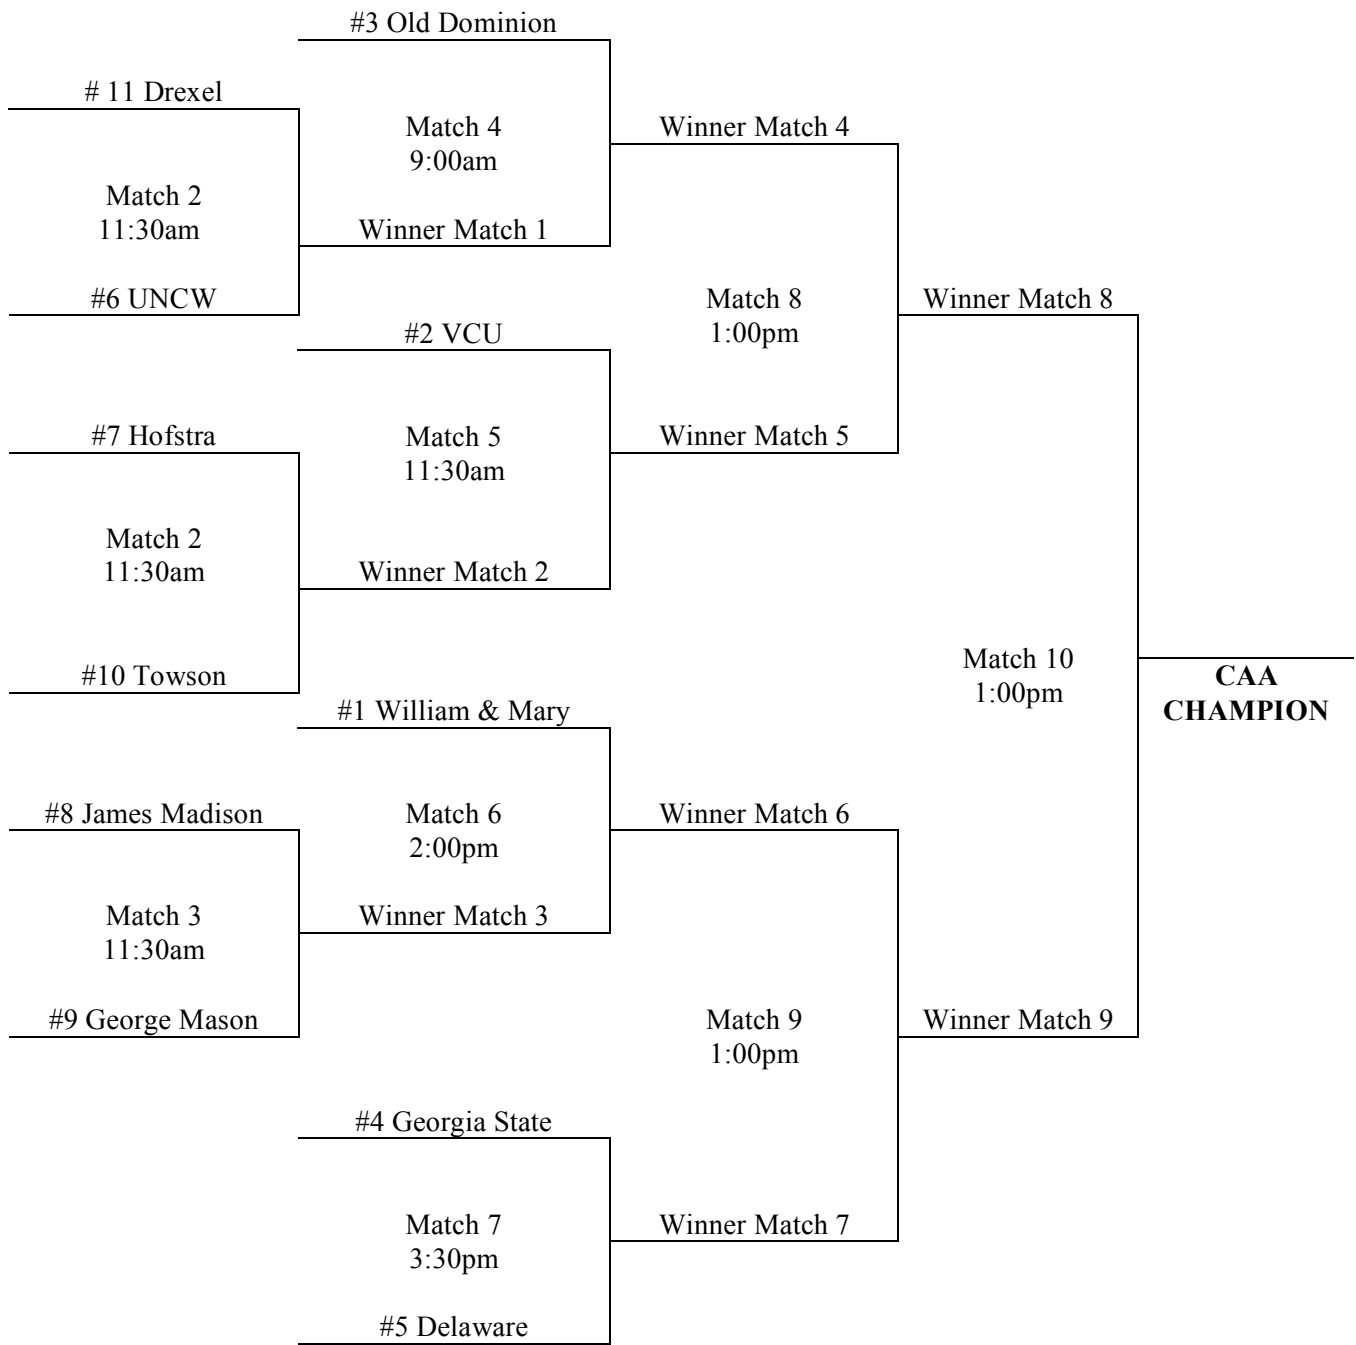 #3 Old Dominion
# 11 Drexel
Match 4
9:00am
Winner Match 4
Match 2
11:30am
Winner Match 1
#6 UNCW
#2 VCU
Match 8
1:00pm
Winner Match 8
#7 Hofstra
Match 5
11:30am
Winner Match 5
Match 2
11:30am
Winner Match 2
#10 Towson
#1 William & Mary
Match 10
1:00pm
CAA
CHAMPION
#8 James Madison
Match 6
2:00pm
Winner Match 6
Match 3
11:30am
Winner Match 3
#9 George Mason
Match 9
1:00pm
Winner Match 9
#4 Georgia State
Match 7
3:30pm
Winner Match 7
#5 Delaware